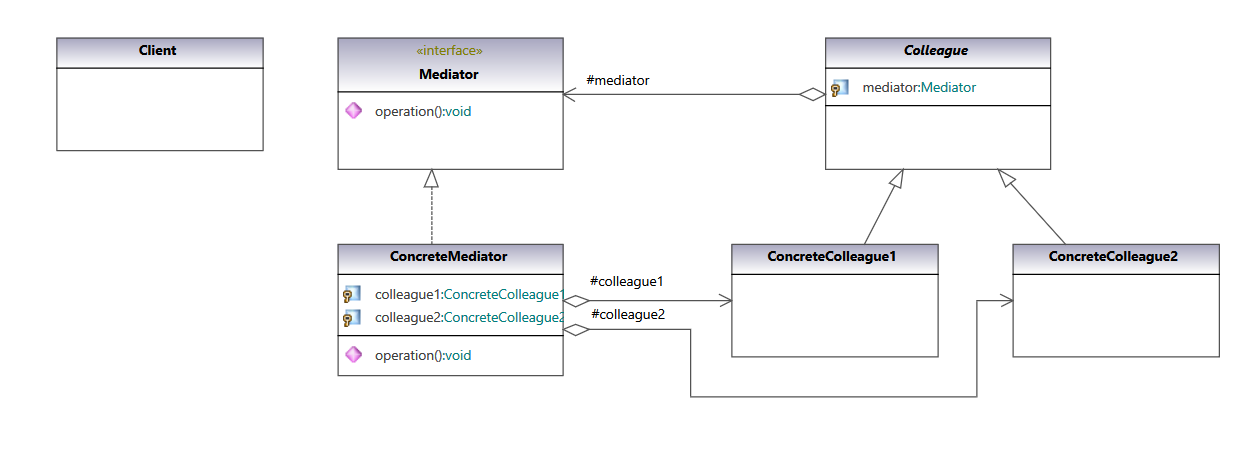 Client
«interface»
Mediator
operation():void
#mediator
Colleague
mediator:Mediator
ConcreteMediator
colleague1:ConcreteColleague1
colleague2:ConcreteColleague2
operation():void
#colleague1
#colleague2
ConcreteColleague1
ConcreteColleague2